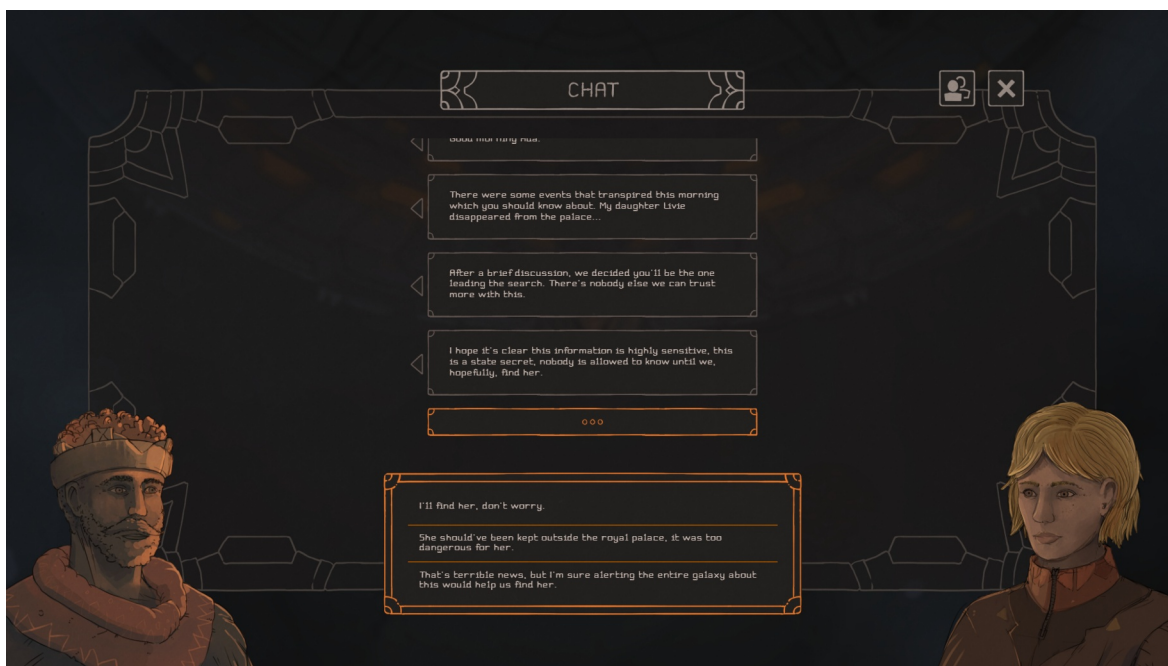 CHAT
Good morning Rua.
There were some events that transpired this morning
which you should know about. My daughter Livie
disappeared from the palace...
After a brief discussion, we decided you'll be the one
leading the search. There's nobody else we can trust
more with this.
I hope it's clear this information is highly sensitive, this
is a state secret, nobody is allowed to know until we,
hopefully, find her.
I'll find her, don't worry.
She should've been kept outside the royal palace, it was too
dangerous for her.
That's terrible news, but I'm sure alerting the entire galaxy about
this would help us find her.